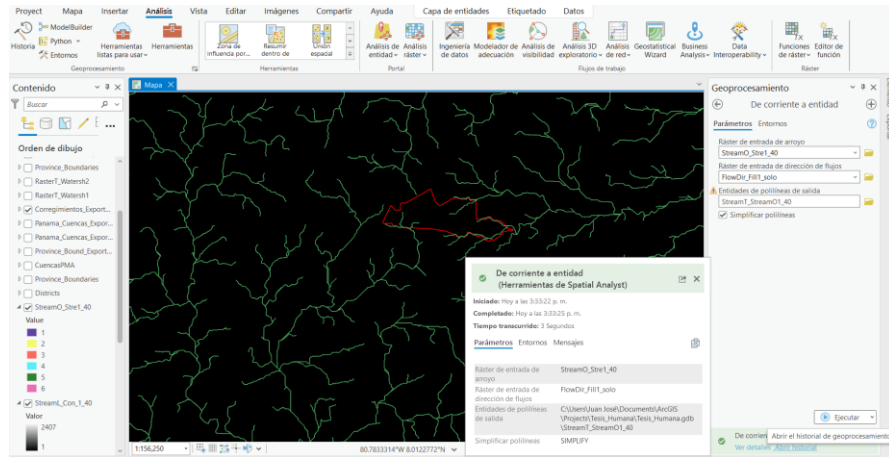 Proyect Mapa Insertar Análisis Vista Editar Imágenes Compartir Ayuda Capa de entidades Etiquetado Datos
Historia
ModelBuilder
Python
Entornos
Herramientas listas para usar
Herramientas
Zona de influencia por...
Resumir dentro de
Unión espacial
Análisis de entidad
Análisis ráster
Ingeniería de datos
Modelador de adecuación
Análisis de visibilidad
Análisis 3D exploratorio
Análisis de red
Geostatistical Wizard
Business Analysis
Data Interoperability
Funciones de ráster
Editor de función
Geoprocesamiento Herramientas Portal Flujos de trabajo Ráster
Contenido
Buscar
Orden de dibujo
Province_Boundaries
RasterT_Watersh2
RasterT_Watersh1
Corregimientos_Export...
Panama_Cuencas_Expor...
Panama_Cuencas_Expor...
Province_Bound_Export...
CuencasPMA
Province_Boundaries
Districts
StreamO_Stre1_40
Value
1
2
3
4
5
6
StreamL_Con_1_40
Valor
2407
1
Mapa
1:156,250
80.7833314°W 8.0122772°N
De corriente a entidad
(Herramientas de Spatial Analyst)
Iniciado: Hoy a las 3:33:22 p. m.
Completado: Hoy a las 3:33:25 p. m.
Tiempo transcurrido: 3 Segundos
Parámetros Entornos Mensajes
Ráster de entrada de arroyo StreamO_Stre1_40
Ráster de entrada de dirección de flujos FlowDir_Fill1_solo
Entidades de polilíneas de salida C:\Users\Juan José\Documents\ArcGIS
\Projects\Tesis_Humana\Tesis_Humana.gdb
\StreamT_StreamO1_40
Simplificar polilíneas SIMPLIFY
Geoprocesamiento
De corriente a entidad
Parámetros Entornos
Ráster de entrada de arroyo
StreamO_Stre1_40
Ráster de entrada de dirección de flujos
FlowDir_Fill1_solo
Entidades de polilíneas de salida
StreamT_StreamO1_40
Simplificar polilíneas
Ejecutar
De corrien
Abrir el historial de geoprocesamiento
Ver detalles Abrir historial